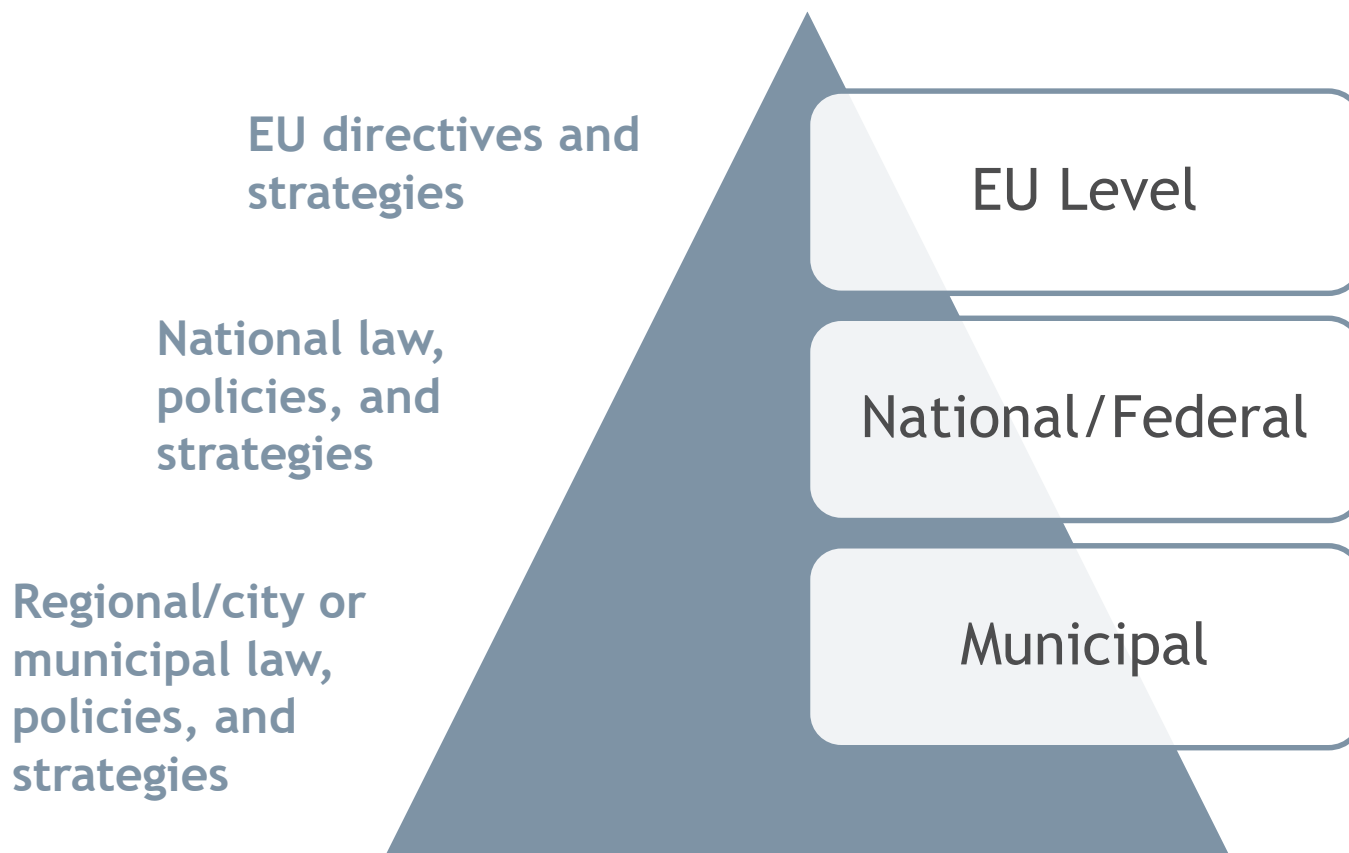 EU directives and
strategies
EU Level
National law,
policies, and
strategies
National/Federal
Regional/city or
municipal law,
policies, and
strategies
Municipal